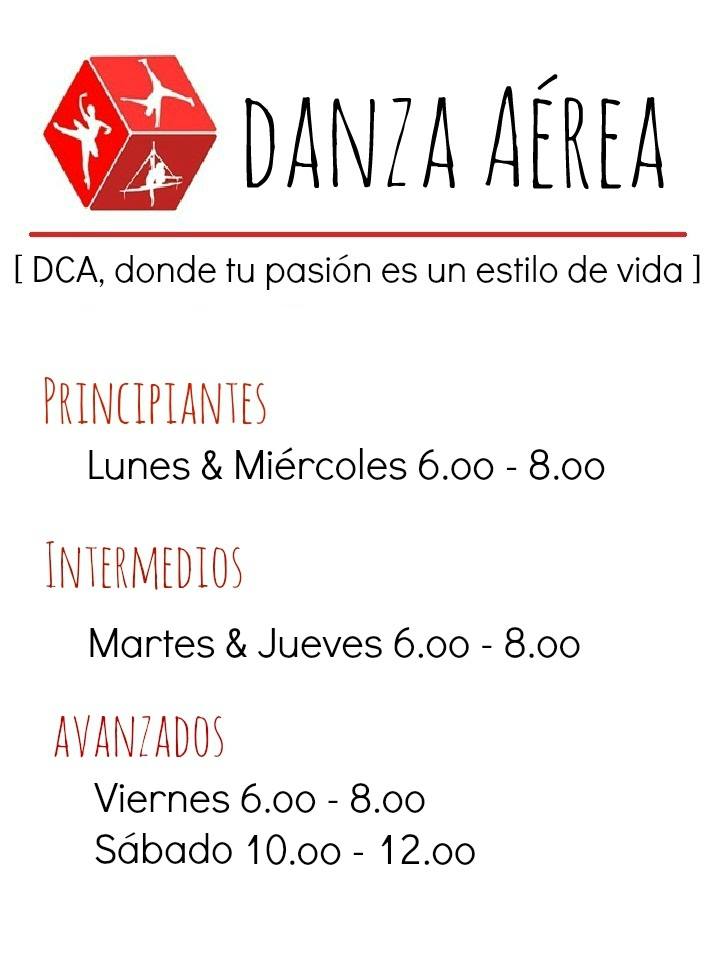 DANZA AÉREA
[ DCA, donde tu pasión es un estilo de vida ]
PRINCIPIANTES
Lunes & Miércoles 6.00 - 8.00
INTERMEDIOS
Martes & Jueves 6.00 - 8.00
AVANZADOS
Viernes 6.00 - 8.00
Sábado 10.00 - 12.00